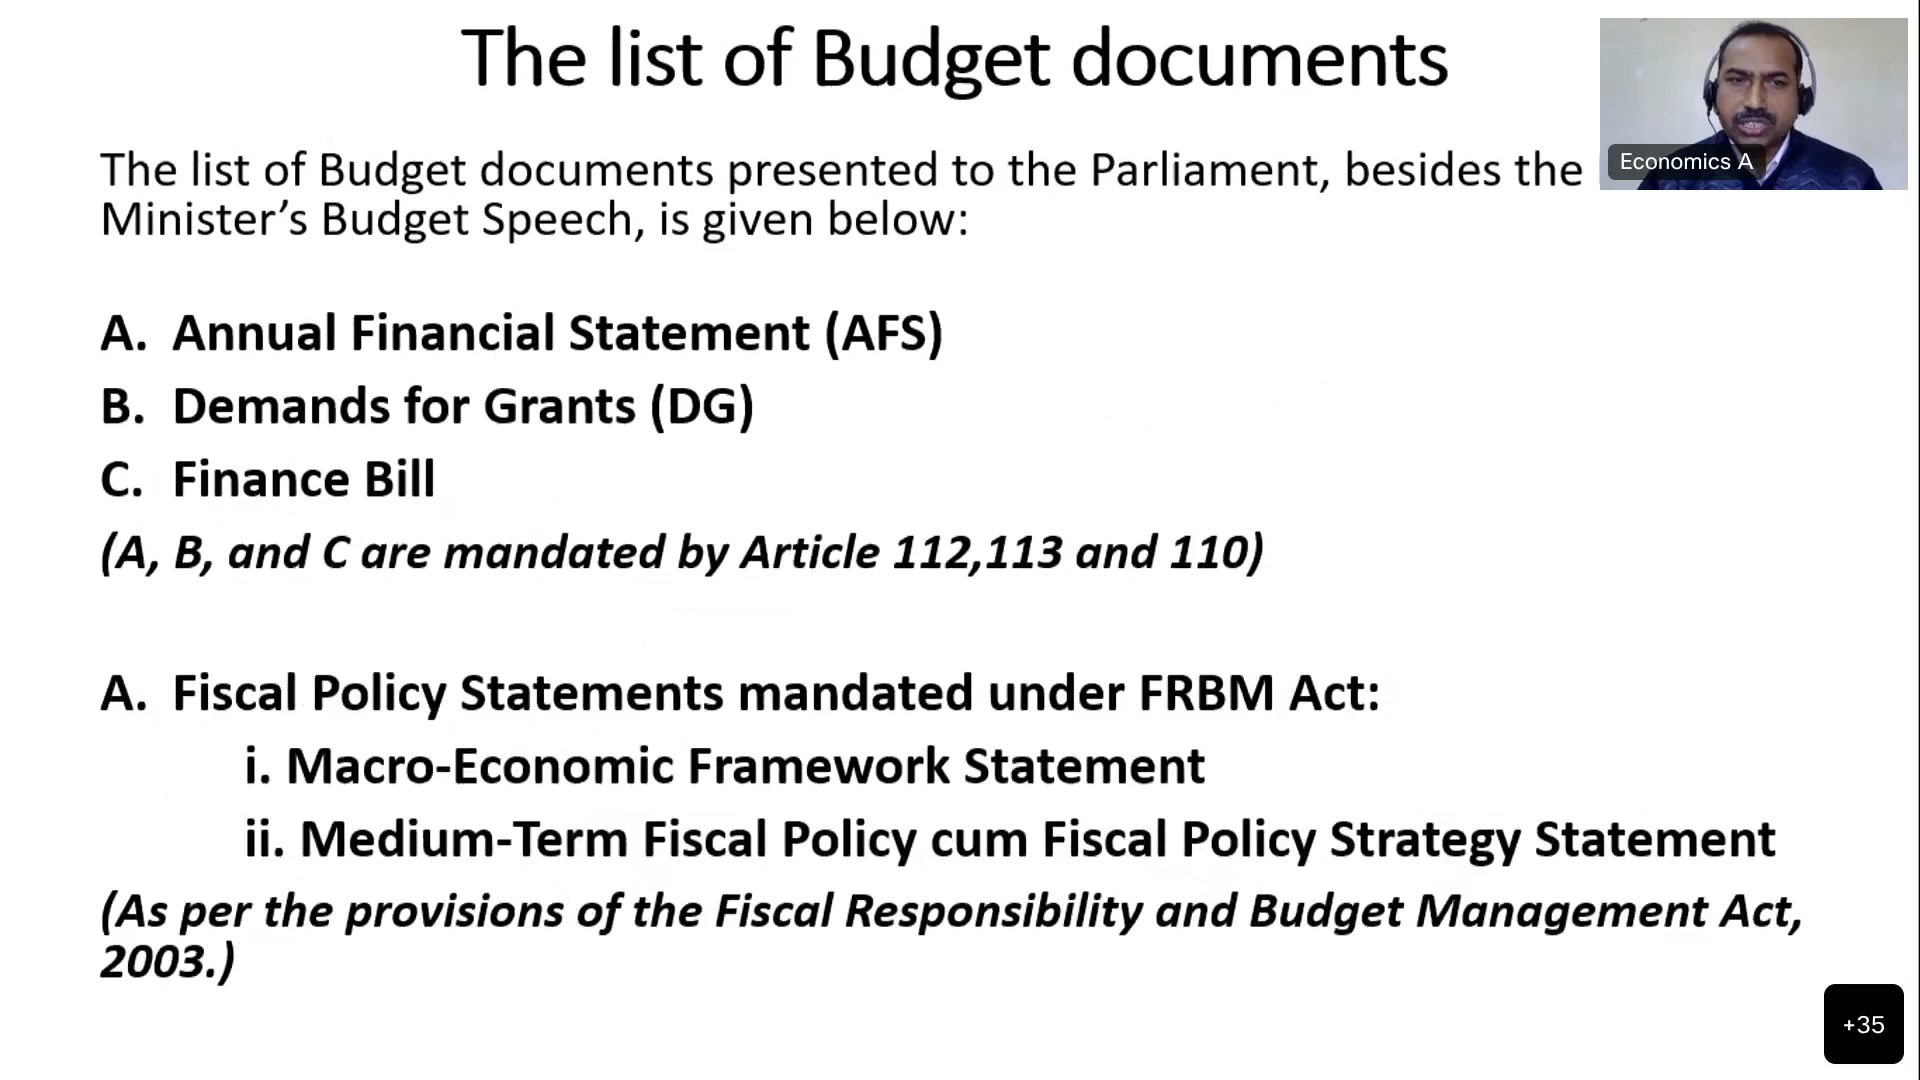 The list of Budget documents
The list of Budget documents presented to the Parliament, besides the
Minister’s Budget Speech, is given below:
Economics A
A. Annual Financial Statement (AFS)
B. Demands for Grants (DG)
C. Finance Bill
(A, B, and C are mandated by Article 112,113 and 110)
A. Fiscal Policy Statements mandated under FRBM Act:
i. Macro-Economic Framework Statement
ii. Medium-Term Fiscal Policy cum Fiscal Policy Strategy Statement
(As per the provisions of the Fiscal Responsibility and Budget Management Act,
2003.)
+35